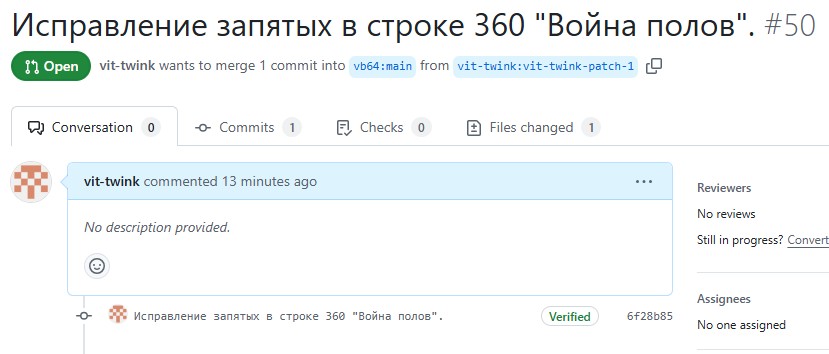 Исправление запятых в строке 360 "Война полов". #50
Open vit-twink wants to merge 1 commit into vb64:main from vit-twink:vit-twink-patch-1
Conversation 0 Commits 1 Checks 0 Files changed 1
vit-twink commented 13 minutes ago ...
No description provided.
Исправление запятых в строке 360 "Война полов". Verified 6f28b85
Reviewers
No reviews
Still in progress? Convert
Assignees
No one assigned